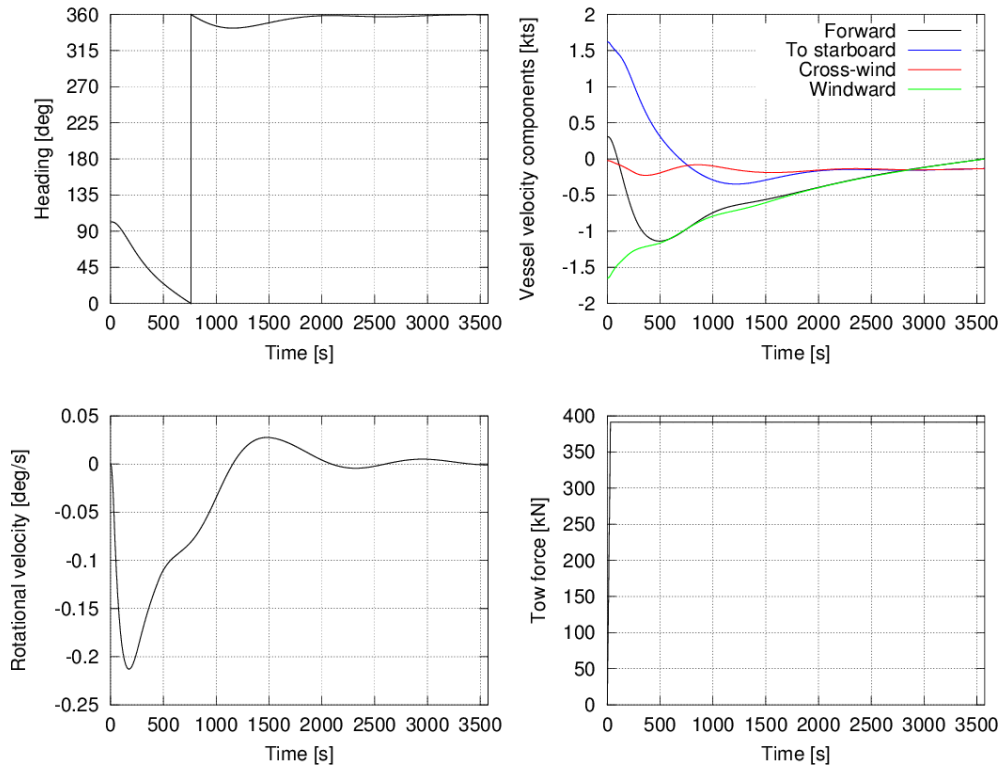 360
315
270
225
180
135
90
45
0
Heading [deg]
0 500 1000 1500 2000 2500 3000 3500
Time [s]
2
1.5
1
0.5
0
-0.5
-1
-1.5
-2
Vessel velocity components [kts]
Forward
To starboard
Cross-wind
Windward
0 500 1000 1500 2000 2500 3000 3500
Time [s]
0.05
0
-0.05
-0.1
-0.15
-0.2
-0.25
Rotational velocity [deg/s]
0 500 1000 1500 2000 2500 3000 3500
Time [s]
400
350
300
250
200
150
100
50
0
Tow force [kN]
0 500 1000 1500 2000 2500 3000 3500
Time [s]